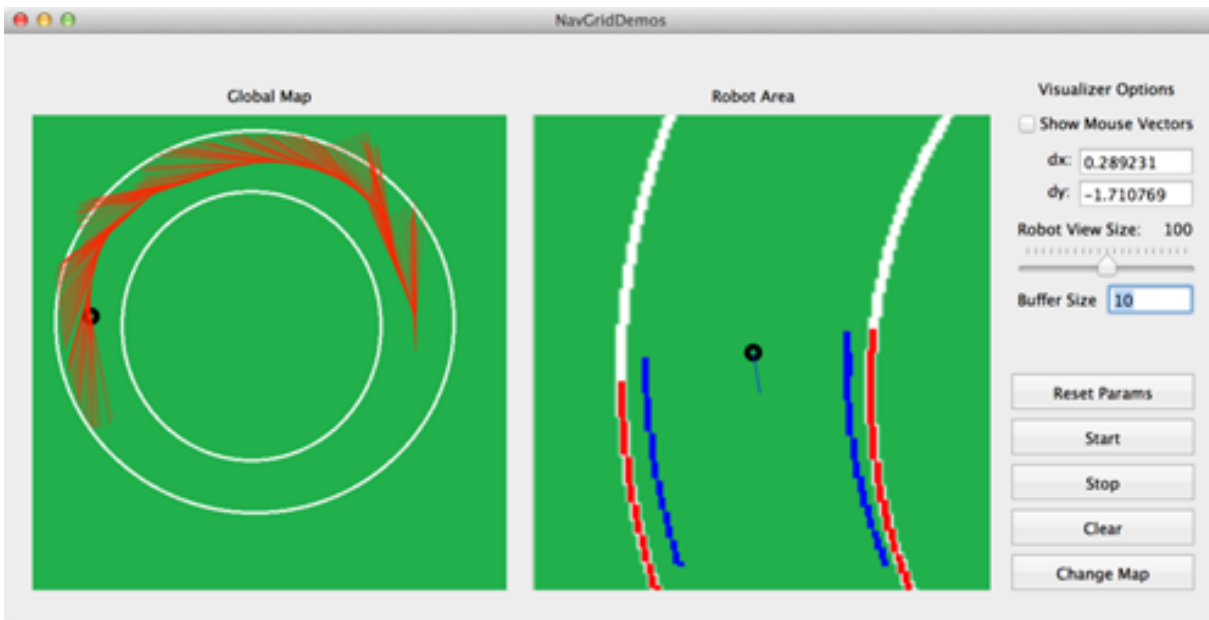 NavGridDemos
Global Map
Robot Area
Visualizer Options
Show Mouse Vectors
dx: 0.289231
dy: -1.710769
Robot View Size: 100
Buffer Size 10
Reset Params
Start
Stop
Clear
Change Map